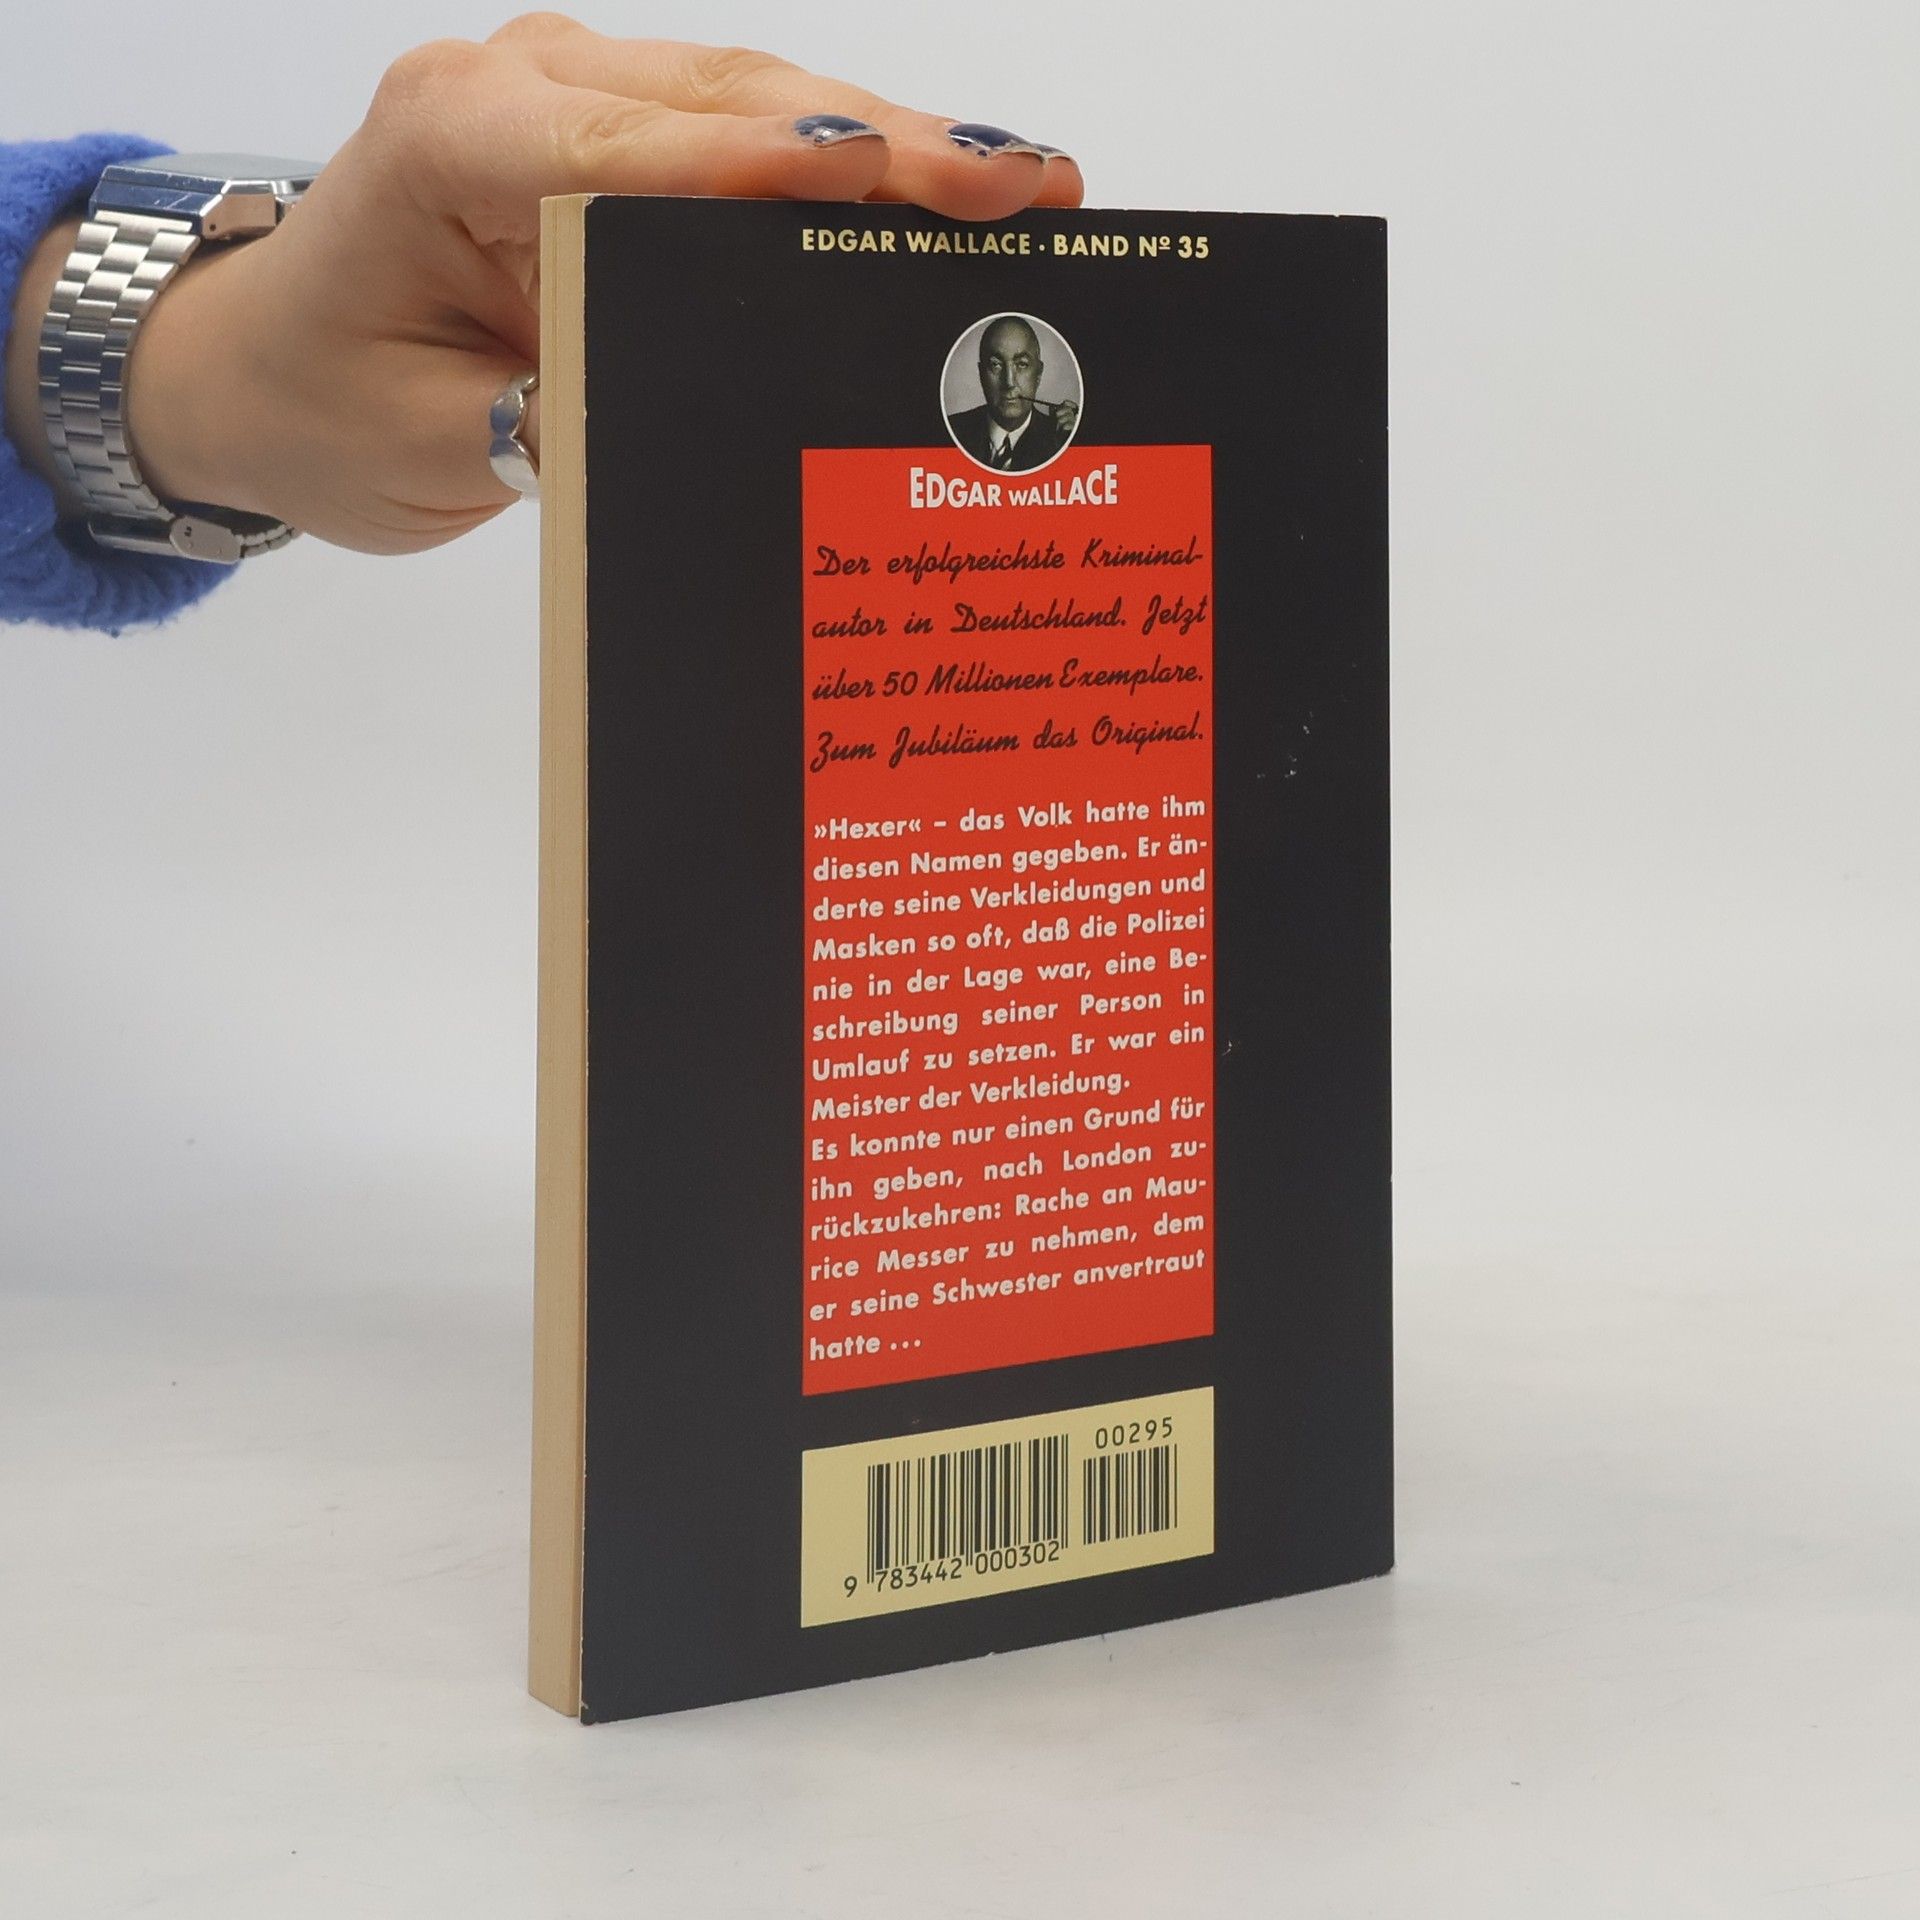 EDGAR WALLACE · BAND Nº 35
EDGAR WALLACE
Der erfolgreichste Kriminal-
autor in Deutschland. Jetzt
über 50 Millionen Exemplare.
Zum Jubiläum das Original.
»Hexer« – das Volk hatte ihm
diesen Namen gegeben. Er än-
derte seine Verkleidungen und
Masken so oft, daß die Polizei
nie in der Lage war, eine Be-
schreibung seiner Person in
Umlauf zu setzen. Er war ein
Meister der Verkleidung.
Es konnte nur einen Grund für
ihn geben, nach London zu-
rückzukehren: Rache an Mau-
rice Messer zu nehmen, dem
er seine Schwester anvertraut
hatte ...
00295
9 783442 000302